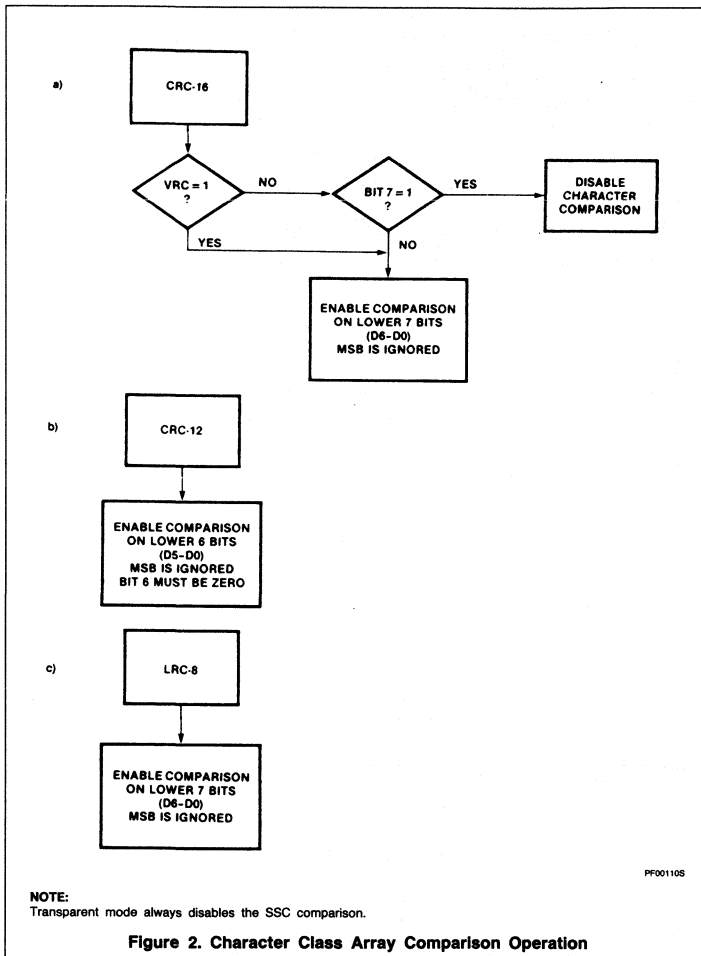 a)
CRC-16
VRC = 1
?
NO
BIT 7 = 1
?
YES
DISABLE
CHARACTER
COMPARISON
YES
NO
ENABLE COMPARISON
ON LOWER 7 BITS
(D6-D0)
MSB IS IGNORED
b)
CRC-12
ENABLE COMPARISON
ON LOWER 6 BITS
(D5-D0)
MSB IS IGNORED
BIT 6 MUST BE ZERO
c)
LRC-8
ENABLE COMPARISON
ON LOWER 7 BITS
(D6-D0)
MSB IS IGNORED
PF00110S
NOTE:
Transparent mode always disables the SSC comparison.
Figure 2. Character Class Array Comparison Operation